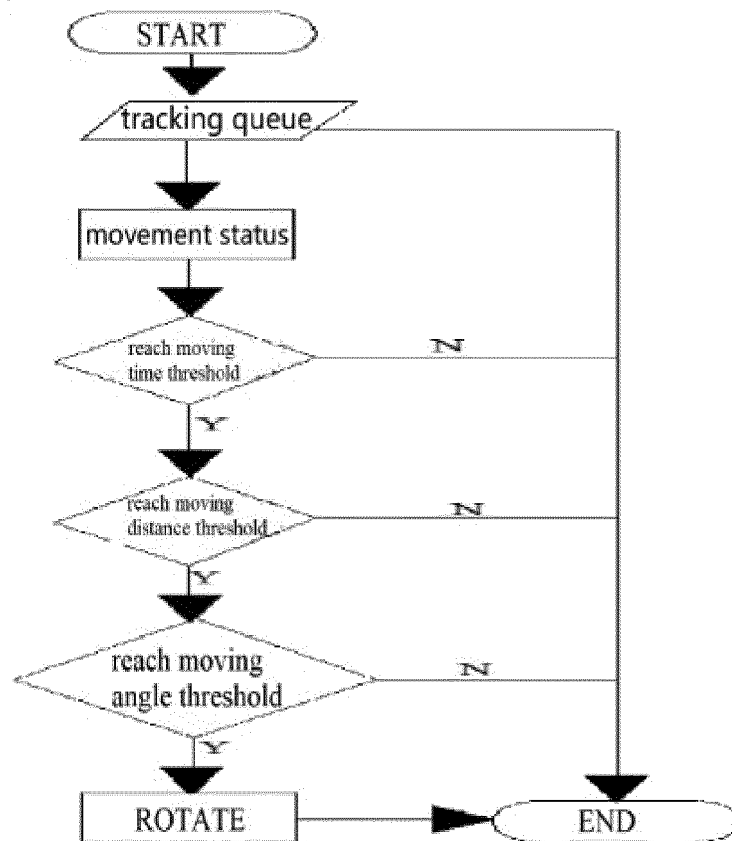 START
tracking queue
movement status
reach moving
time threshold
N
Y
reach moving
distance threshold
N
Y
reach moving
angle threshold
N
Y
ROTATE
END